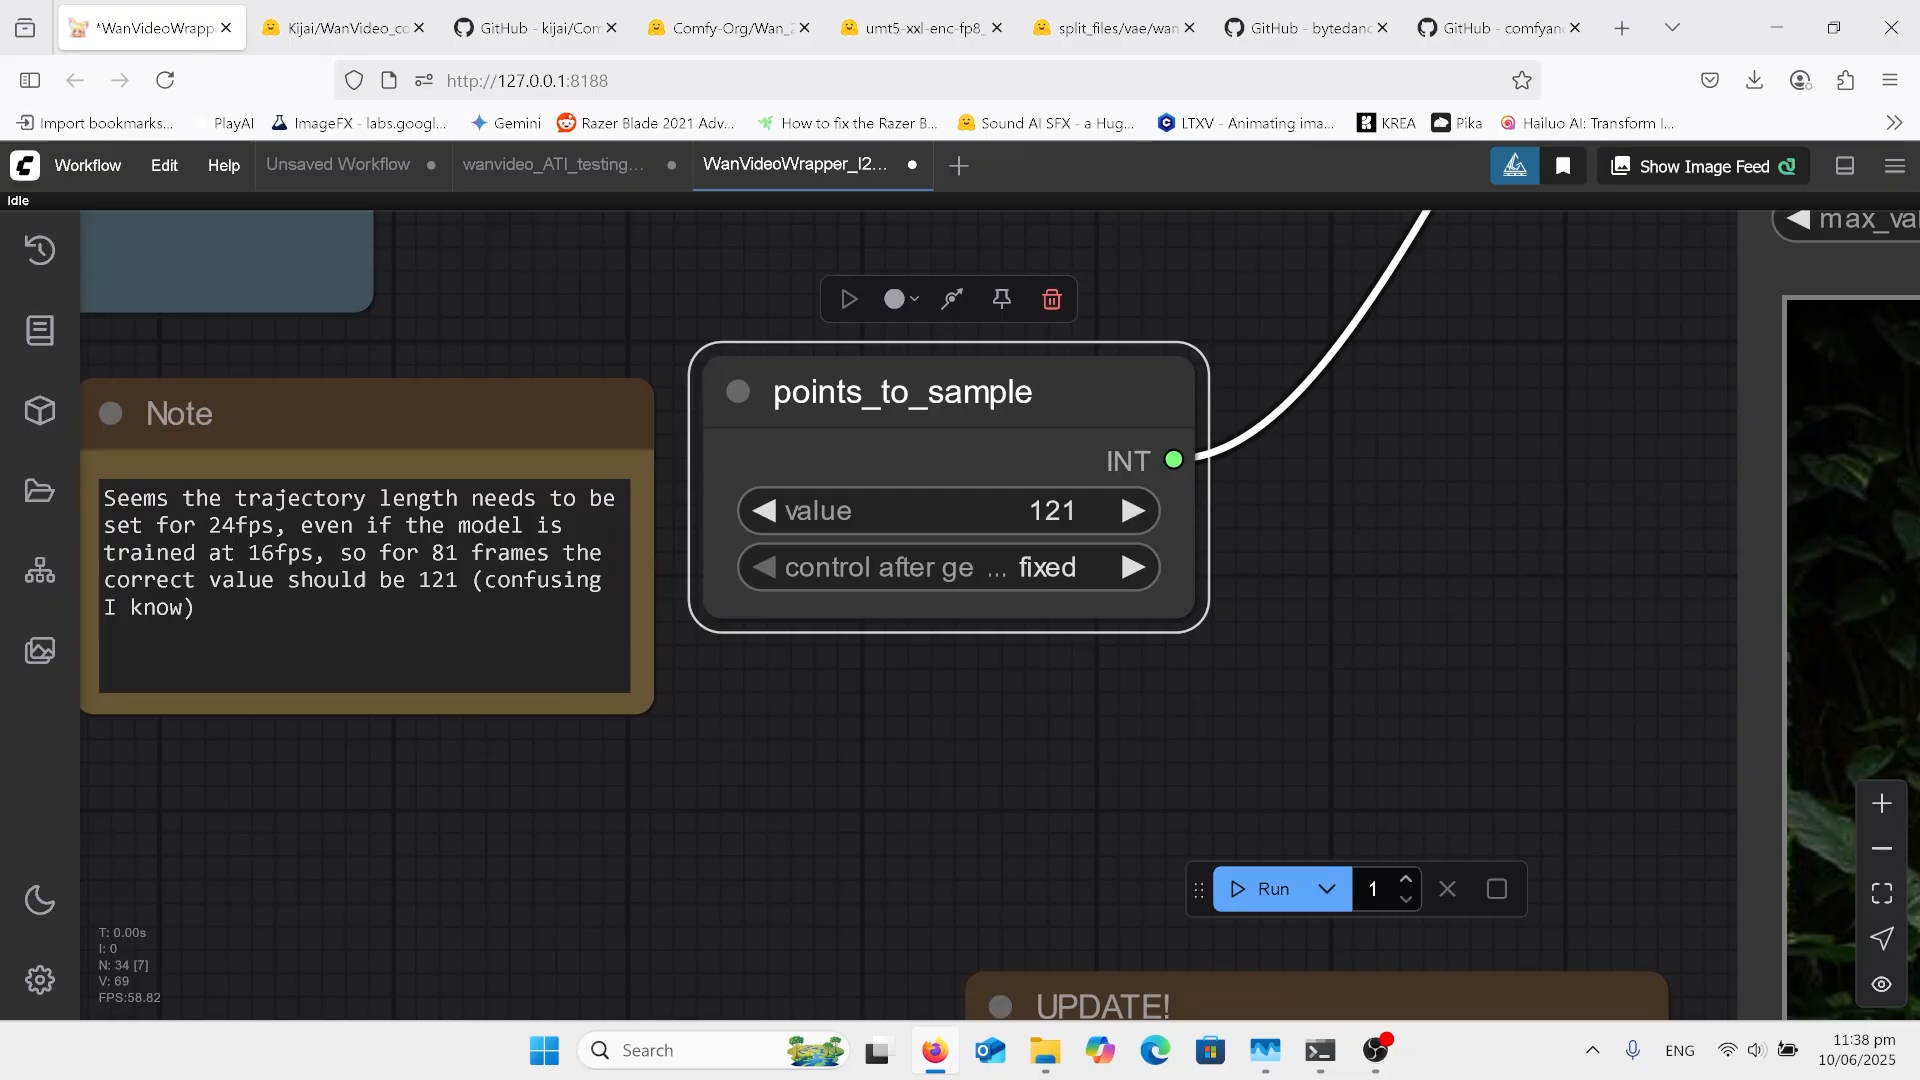 *WanVideoWrapp
Kijai/WanVideo_co
GitHub - kijai/Com
Comfy-Org/Wan_2
umt5-xxl-enc-fp8_
split_files/vae/wan
GitHub - bytedanc
GitHub - comfyan
http://127.0.0.1:8188
Import bookmarks...
PlayAI
ImageFX - labs.googl...
Gemini
Razer Blade 2021 Adv...
How to fix the Razer B...
Sound AI SFX - a Hug...
LTXV - Animating ima...
KREA
Pika
Hailuo AI: Transform I...
Workflow
Edit
Help
Unsaved Workflow
wanvideo_ATI_testing...
WanVideoWrapper_I2...
Show Image Feed
Idle
max_va
points_to_sample
INT
value 121
control after ge ... fixed
Note
Seems the trajectory length needs to be
set for 24fps, even if the model is
trained at 16fps, so for 81 frames the
correct value should be 121 (confusing
I know)
Run
1
T: 0.00s
I: 0
N: 34 [7]
V: 69
FPS:58.82
UPDATE!
Search
ENG
11:38 pm
10/06/2025